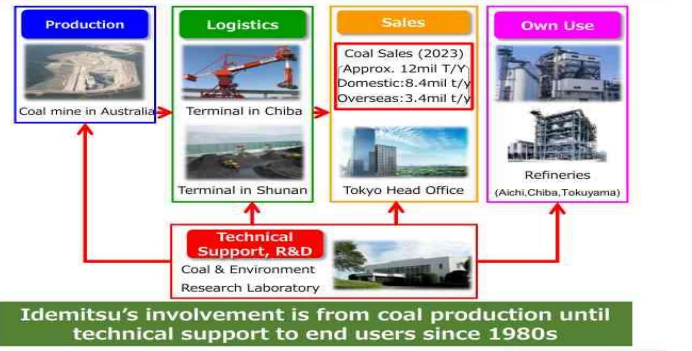 Production
Coal mine in Australia
Logistics
Terminal in Chiba
Terminal in Shunan
Sales
Coal Sales (2023)
Approx. 12mil T/Y
Domestic:8.4mil t/y
Overseas:3.4mil t/y
Tokyo Head Office
Own Use
Refineries
(Aichi,Chiba,Tokuyama)
Technical
Support, R&D
Coal & Environment
Research Laboratory
Idemitsu's involvement is from coal production until
technical support to end users since 1980s